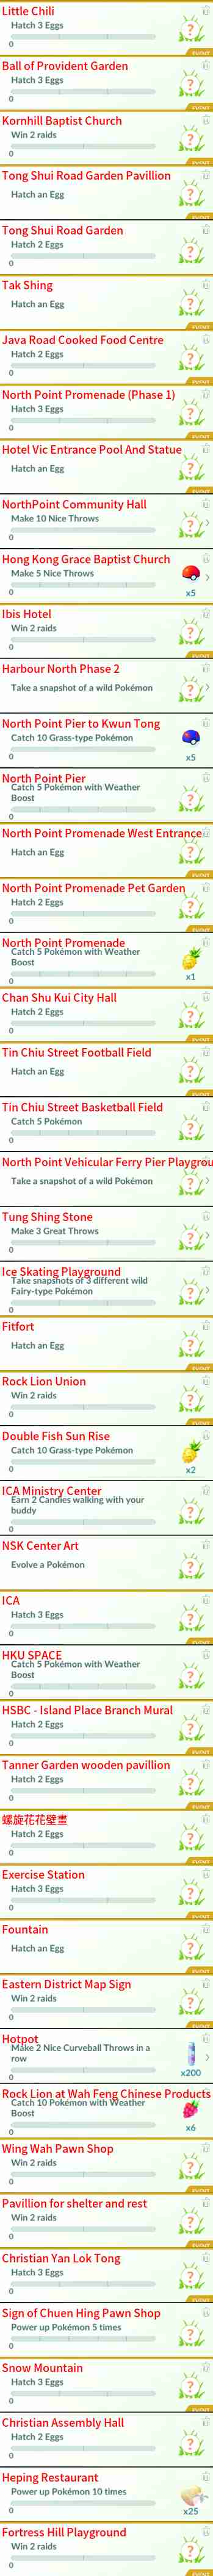 Little Chili
Hatch 3 Eggs
0
?
EVENT
Ball of Provident Garden
Hatch 3 Eggs
0
?
EVENT
Kornhill Baptist Church
Win 2 raids
0
?
EVENT
Tong Shui Road Garden Pavillion
Hatch an Egg
?
EVENT
Tong Shui Road Garden
Hatch 2 Eggs
0
?
EVENT
Tak Shing
Hatch an Egg
?
EVENT
Java Road Cooked Food Centre
Hatch 2 Eggs
0
?
EVENT
North Point Promenade (Phase 1)
Hatch 3 Eggs
0
?
EVENT
Hotel Vic Entrance Pool And Statue
Hatch an Egg
?
NorthPoint Community Hall
Make 10 Nice Throws
0
?
Hong Kong Grace Baptist Church
Make 5 Nice Throws
0
x5
Ibis Hotel
Win 2 raids
0
?
Harbour North Phase 2
Take a snapshot of a wild Pokémon
?
North Point Pier to Kwun Tong
Catch 10 Grass-type Pokémon
0
x5
North Point Pier
Catch 5 Pokémon with Weather
Boost
0
?
North Point Promenade West Entrance
Hatch an Egg
?
North Point Promenade Pet Garden
Hatch 2 Eggs
0
?
North Point Promenade
Catch 5 Pokémon with Weather
Boost
0
x1
Chan Shu Kui City Hall
Hatch 2 Eggs
0
?
Tin Chiu Street Football Field
Hatch an Egg
?
Tin Chiu Street Basketball Field
Catch 5 Pokémon
0
?
North Point Vehicular Ferry Pier Playgrou
Take a snapshot of a wild Pokémon
?
Tung Shing Stone
Make 3 Great Throws
0
?
Ice Skating Playground
Take snapshots of 3 different wild
Fairy-type Pokémon
0
?
Fitfort
Hatch an Egg
?
Rock Lion Union
Win 2 raids
0
?
EVENT
Double Fish Sun Rise
Catch 10 Grass-type Pokémon
0
x2
ICA Ministry Center
Earn 2 Candies walking with your
buddy
0
?
NSK Center Art
Evolve a Pokémon
?
ICA
Hatch 3 Eggs
0
?
HKU SPACE
Catch 5 Pokémon with Weather
Boost
0
?
HSBC - Island Place Branch Mural
Hatch 2 Eggs
0
?
Tanner Garden wooden pavillion
Hatch 2 Eggs
0
?
螺旋花花壁畫
Hatch 2 Eggs
0
?
EVENT
Exercise Station
Hatch 3 Eggs
0
?
EVENT
Fountain
Hatch an Egg
?
EVENT
Eastern District Map Sign
Win 2 raids
0
?
EVENT
Hotpot
Make 2 Nice Curveball Throws in a
row
0
x200
Rock Lion at Wah Feng Chinese Products
Catch 10 Pokémon with Weather
Boost
0
x6
Wing Wah Pawn Shop
Win 2 raids
0
?
Pavillion for shelter and rest
Win 2 raids
0
?
Christian Yan Lok Tong
Hatch 3 Eggs
0
?
Sign of Chuen Hing Pawn Shop
Power up Pokémon 5 times
0
?
Snow Mountain
Hatch 3 Eggs
0
?
EVENT
Christian Assembly Hall
Hatch 2 Eggs
0
?
Heping Restaurant
Power up Pokémon 10 times
0
x25
Fortress Hill Playground
Win 2 raids
0
?
EVENT